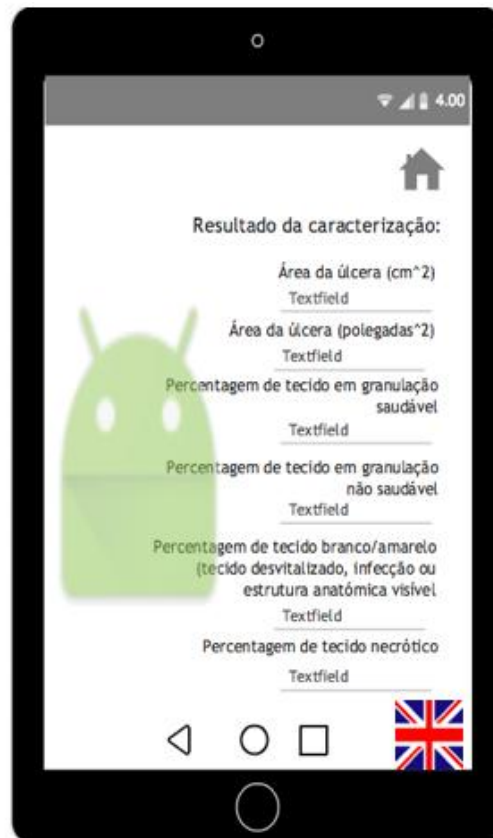 4.00
Resultado da caracterização:
Área da úlcera (cm^2)
Textfield
Área da úlcera (polegadas^2)
Textfield
Percentagem de tecido em granulação
saudável
Textfield
Percentagem de tecido em granulação
não saudável
Textfield
Percentagem de tecido branco/amarelo
(tecido desvitalizado, infecção ou
estrutura anatómica visível
Textfield
Percentagem de tecido necrótico
Textfield